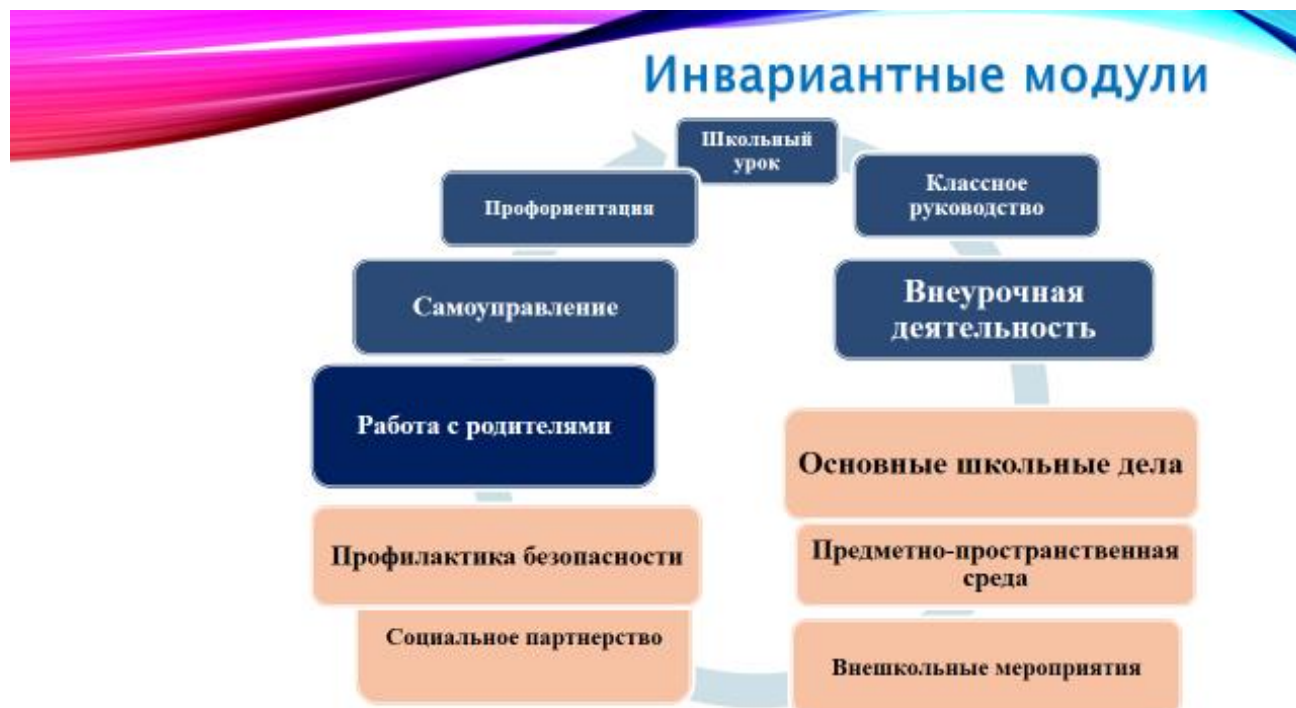 Инвариантные модули
Школьный
урок
Классное
руководство
Внеурочная
деятельность
Основные школьные дела
Предметно-пространственная
среда
Внешкольные мероприятия
Социальное партнерство
Профилактика безопасности
Работа с родителями
Самоуправление
Профориентация